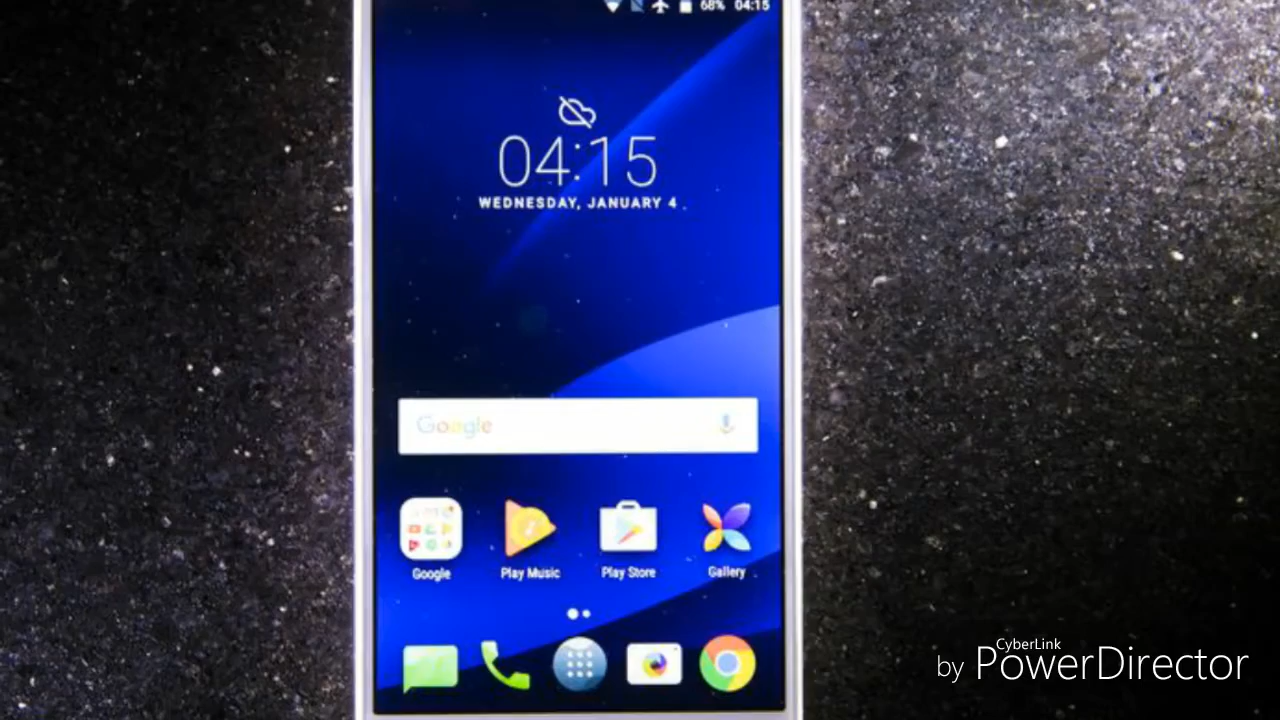 68% 04:15
04:15
WEDNESDAY, JANUARY 4
Google
Google
Play Music
Play Store
Gallery
CyberLink
by PowerDirector